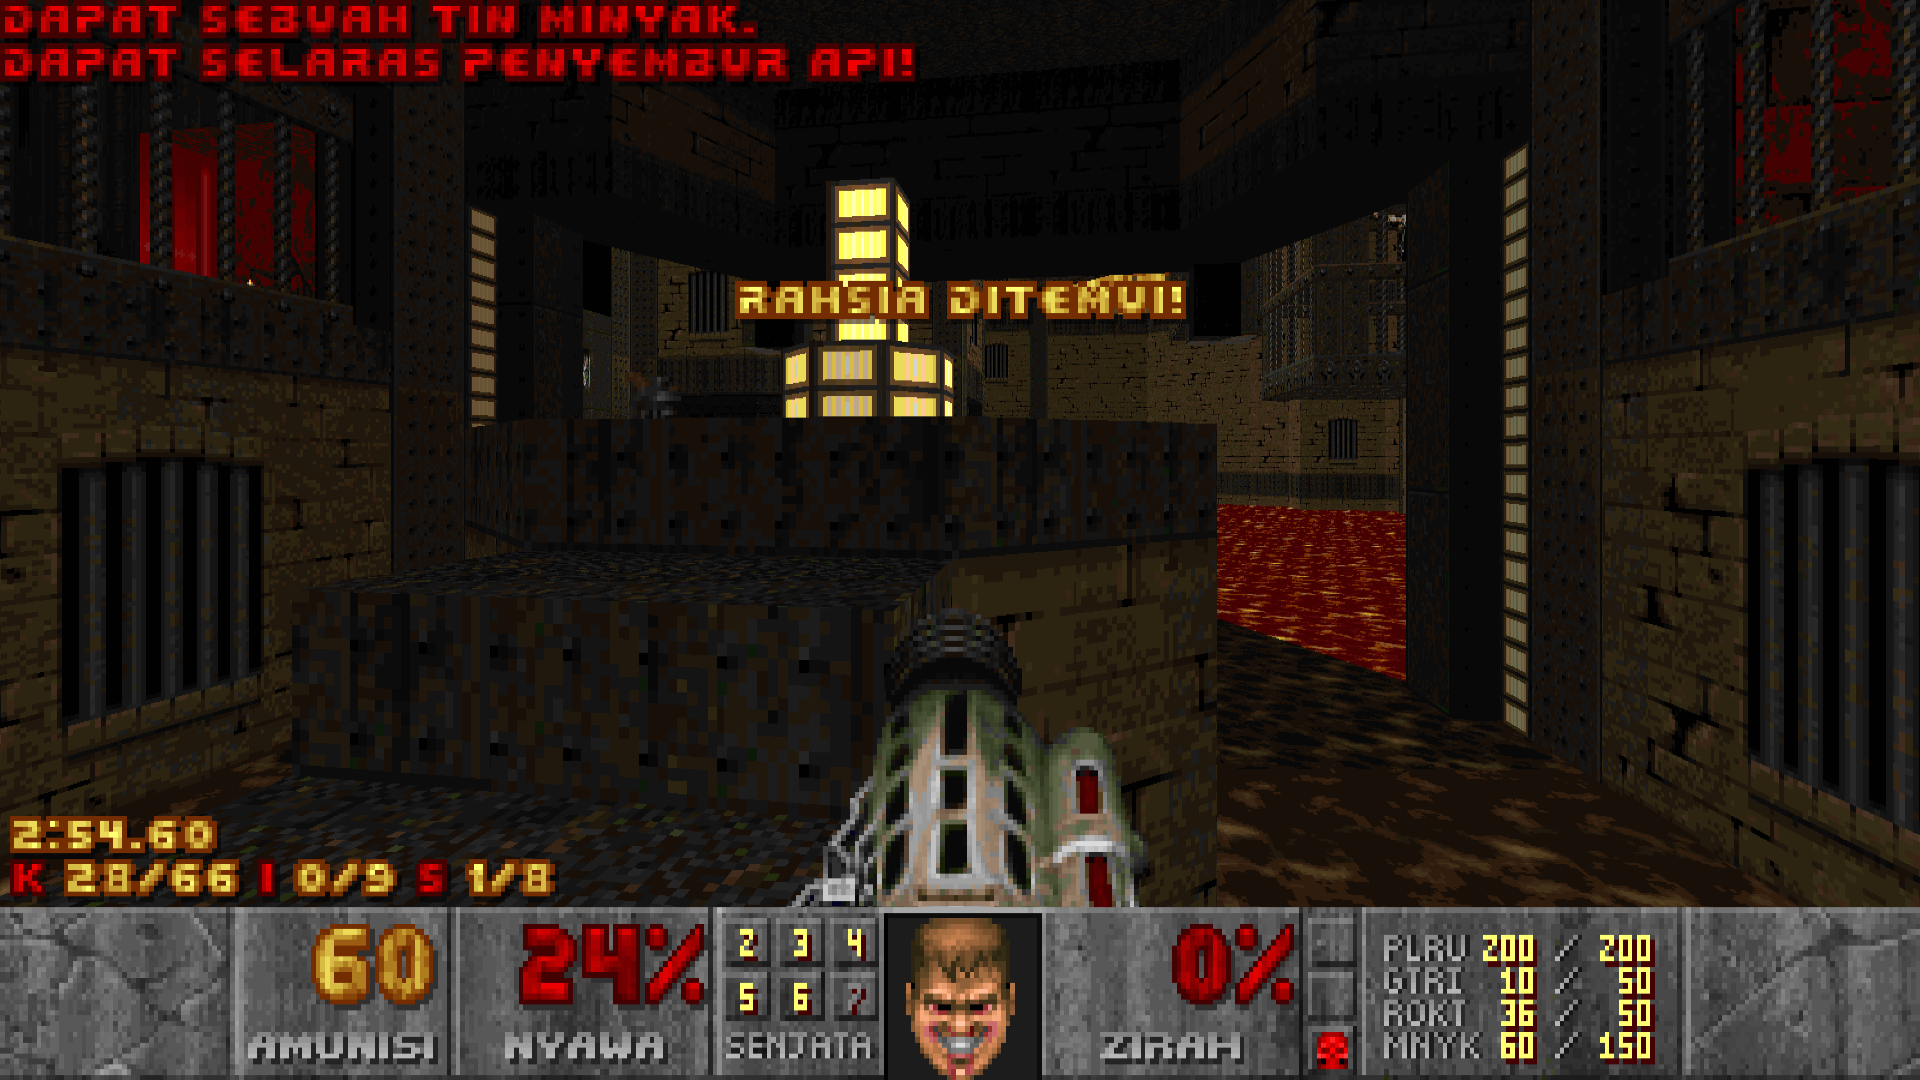 DAPAT SEBUAH TIN MINYAK.
DAPAT SELARAS PENYEMBUR API!
RAHSIA DITEMUI!
2:54.60
K 28/66 I 0/9 S 1/8
60 24% 2 3 4 0% PLRU 200 / 200
5 6 7 GTRI 10 / 50
ROKT 36 / 50
AMUNISI NYAWA SENJATA ZIRAH MNYK 60 / 150